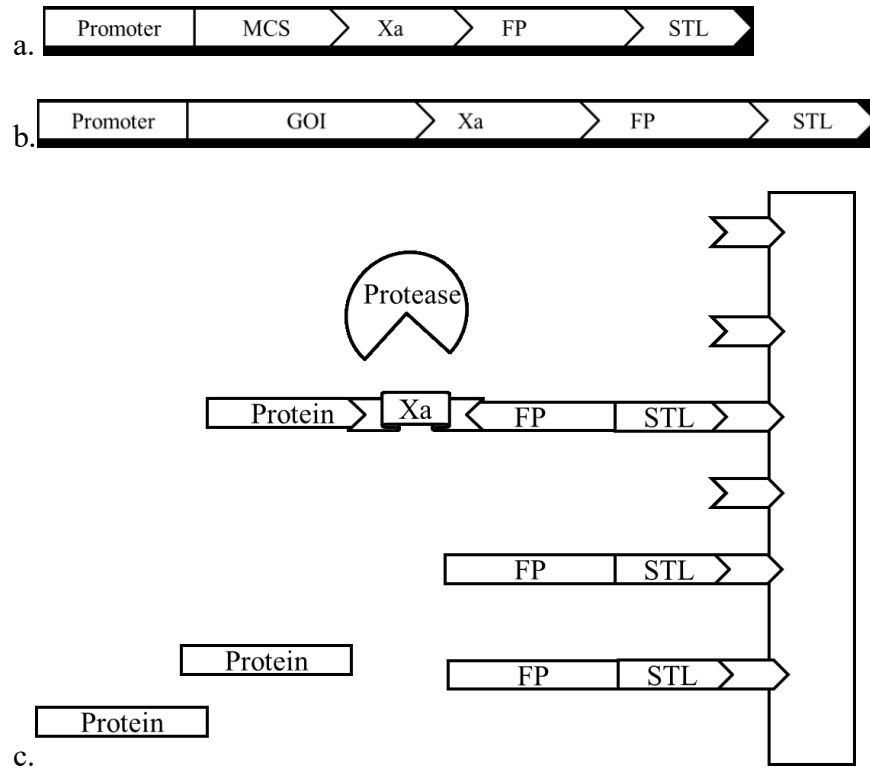 a. Promoter MCS Xa FP STL
b. Promoter GOI Xa FP STL
Protease
Protein Xa FP STL
FP STL
Protein
FP STL
Protein
c.